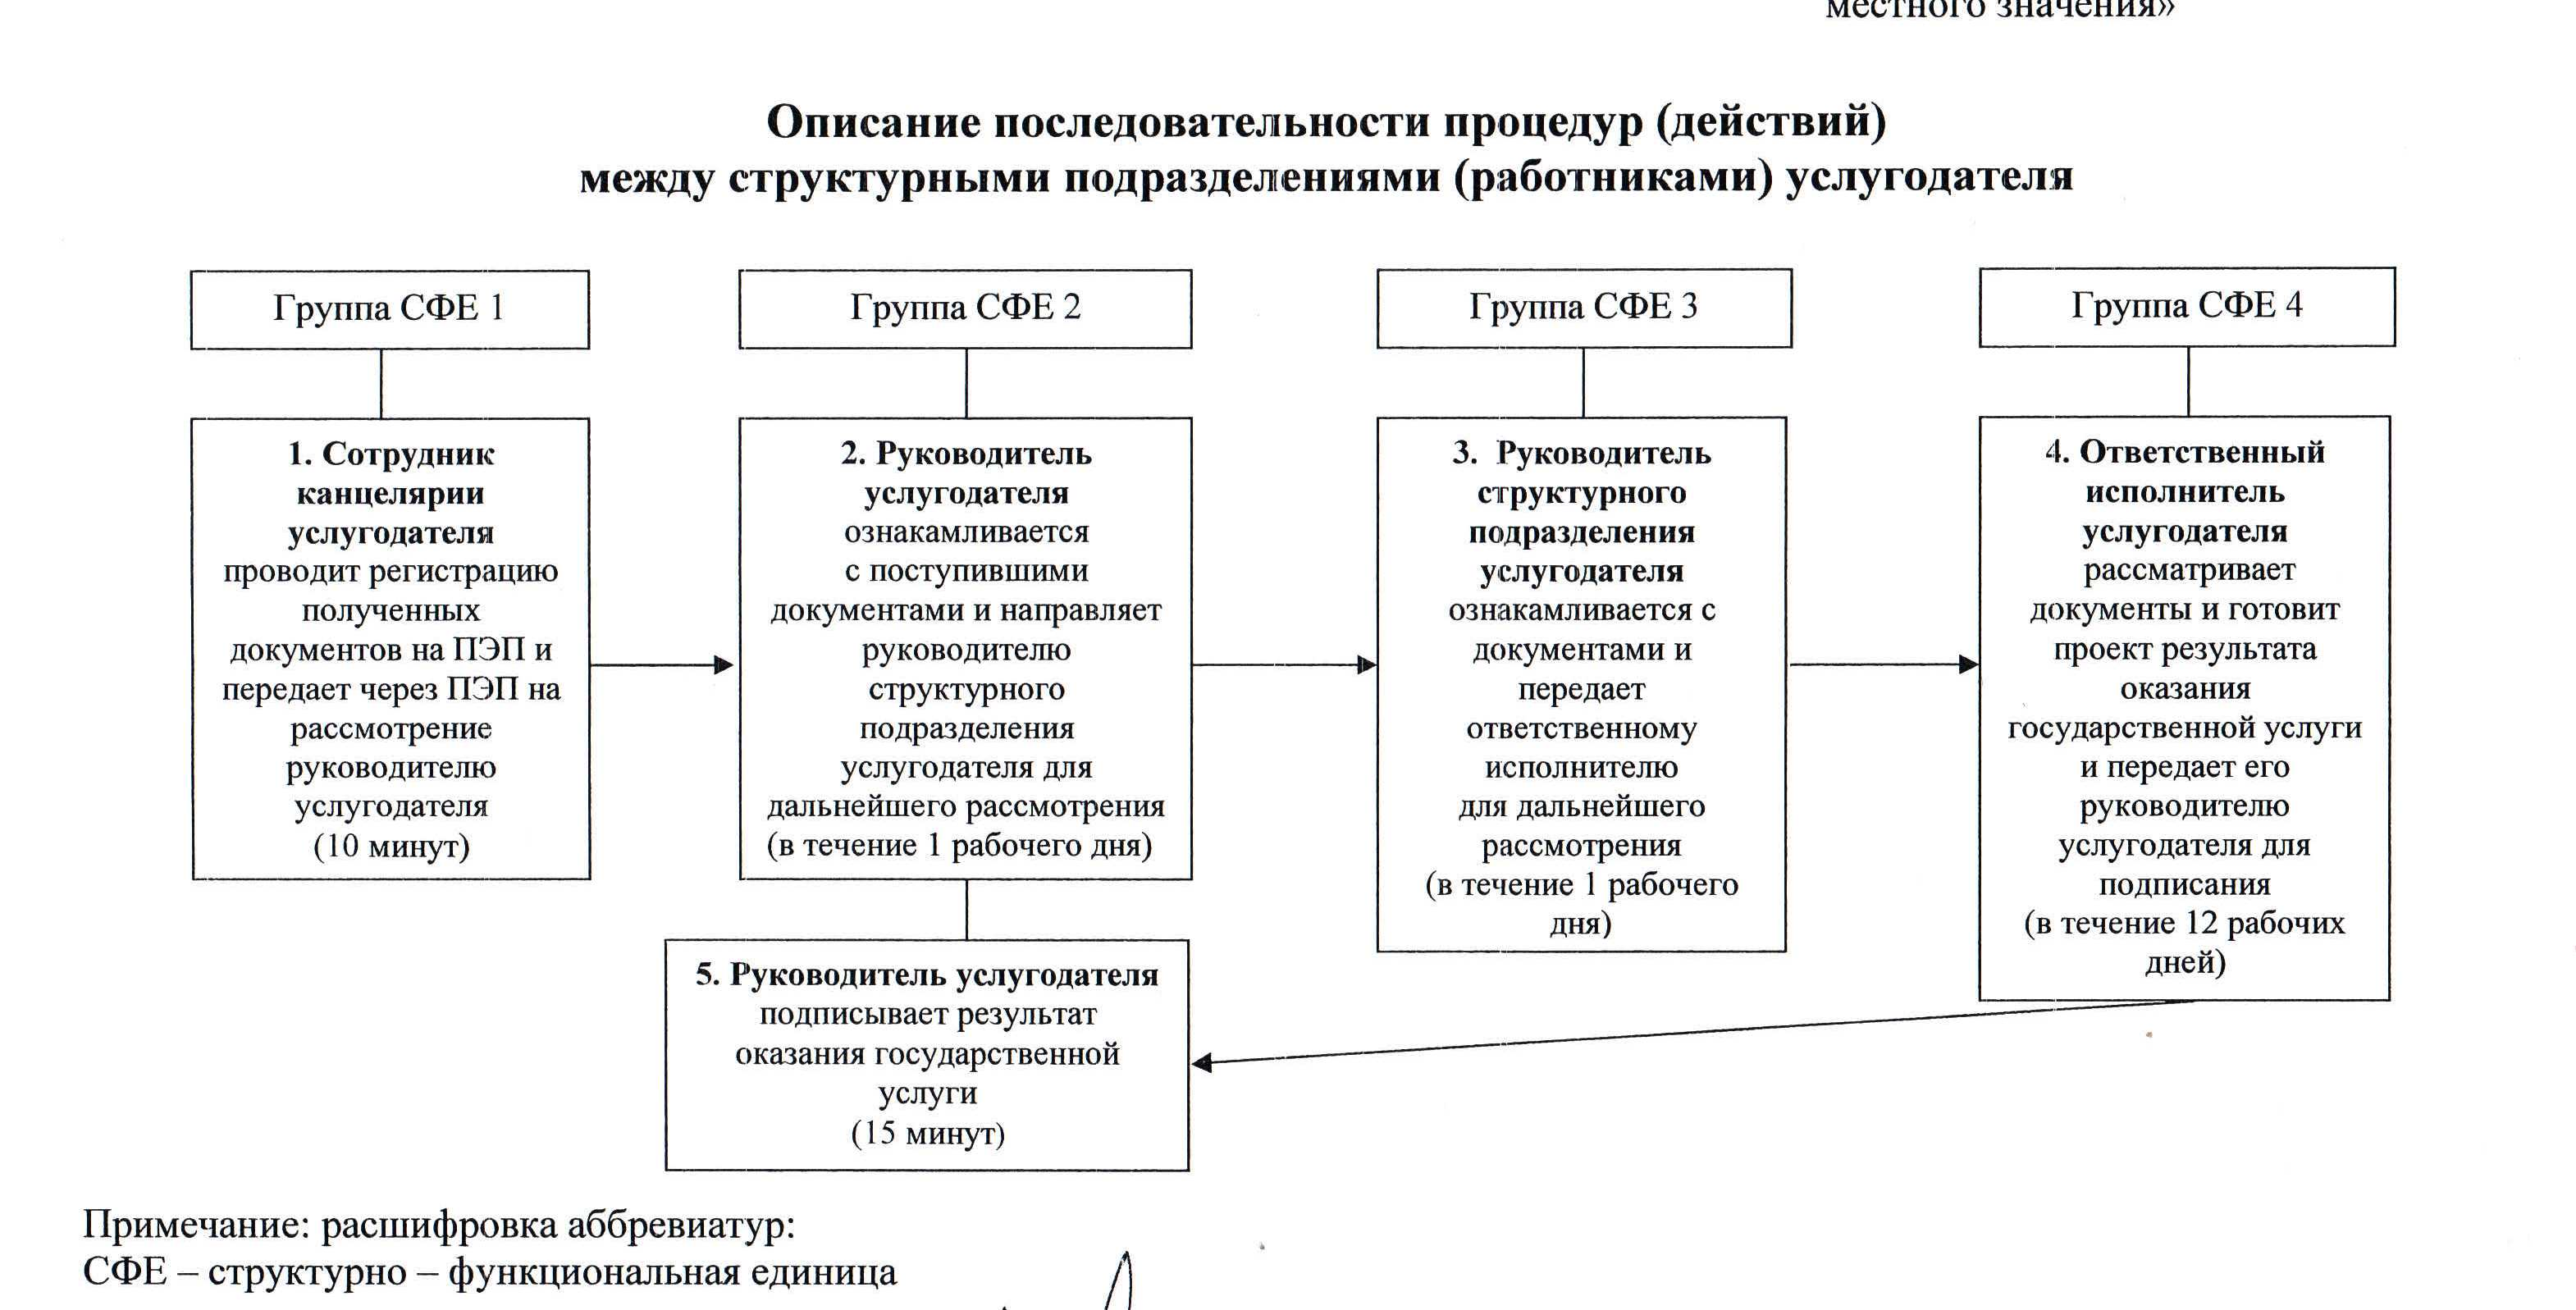 местного значения»
Описание последовательности процедур (действий)
между структурными подразделениями (работниками) услугодателя
Группа СФЕ 1
Группа СФЕ 2
Группа СФЕ 3
Группа СФЕ 4
1. Сотрудник
канцелярии
услугодателя
проводит регистрацию
полученных
документов на ПЭП и
передает через ПЭП на
рассмотрение
руководителю
услугодателя
(10 минут)
2. Руководитель
услугодателя
ознакамливается
с поступившими
документами и направляет
руководителю
структурного
подразделения
услугодателя для
дальнейшего рассмотрения
(в течение 1 рабочего дня)
3. Руководитель
структурного
подразделения
услугодателя
ознакамливается с
документами и
передает
ответственному
исполнителю
для дальнейшего
рассмотрения
(в течение 1 рабочего
дня)
4. Ответственный
исполнитель
услугодателя
рассматривает
документы и готовит
проект результата
оказания
государственной услуги
и передает его
руководителю
услугодателя для
подписания
(в течение 12 рабочих
дней)
5. Руководитель услугодателя
подписывает результат
оказания государственной
услуги
(15 минут)
Примечание: расшифровка аббревиатур:
СФЕ – структурно – функциональная единица